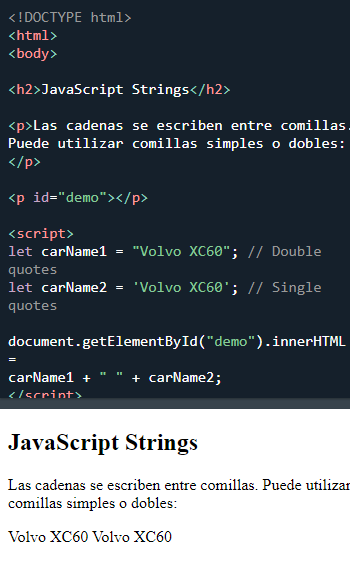 <!DOCTYPE html>
<html>
<body>
<h2>JavaScript Strings</h2>
<p>Las cadenas se escriben entre comillas.
Puede utilizar comillas simples o dobles:
</p>
<p id="demo"></p>
<script>
let carName1 = "Volvo XC60"; // Double
quotes
let carName2 = 'Volvo XC60'; // Single
quotes
document.getElementById("demo").innerHTML
=
carName1 + " " + carName2;
</script>
JavaScript Strings
Las cadenas se escriben entre comillas. Puede utilizar
comillas simples o dobles:
Volvo XC60 Volvo XC60